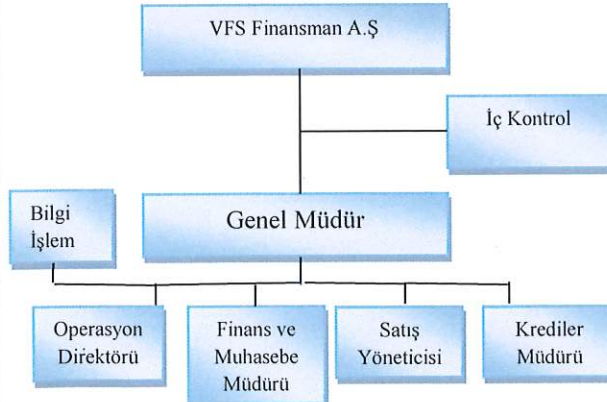 VFS Finansman A.Ş
İç Kontrol
Genel Müdür
Bilgi
İşlem
Operasyon
Direktörü
Finans ve
Muhasebe
Müdürü
Satış
Yöneticisi
Krediler
Müdürü